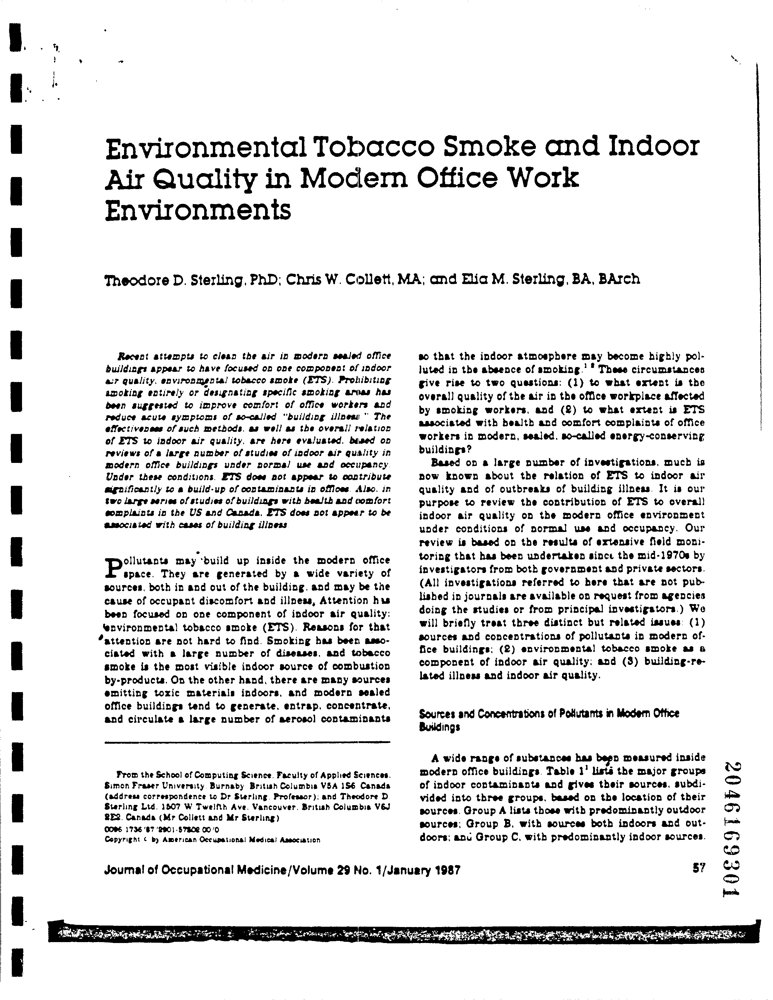 Environmental Tobacco Smoke and Indoor
Air Quality in Modern Office Work
Environments
Theodore D. Sterling, PhD; Chris W. Collett, MA; and Elia M. Sterling, BA, BArch
Recent attempts to clean the air in modern sealed office
buildings appear to have focused on one component of indoor
air quality, environmental tobacco smoke (ETS). Prohibiting
smoking entirely or designating specific smoking areas has
been suggested to improve comfort of office workers and
reduce acute symptoms of so-called "building illness." The
effectiveness of such methods, as well as the overall relation
of ETS to indoor air quality, are here evaluated, based on
reviews of a large number of studies of indoor air quality in
modern office buildings under normal use and occupancy.
Under these conditions, ETS does not appear to contribute
significantly to a build-up of contaminants in offices. Also, in
two large series of studies of buildings with health and comfort
complaints in the US and Canada, ETS does not appear to be
associated with cases of building illness
Pollutants may build up inside the modern office
space. They are generated by a wide variety of
sources, both in and out of the building, and may be the
cause of occupant discomfort and illness, Attention has
been focused on one component of indoor air quality:
environmental tobacco smoke (ETS). Reasons for that
attention are not hard to find. Smoking has been asso-
ciated with a large number of diseases, and tobacco
smoke is the most visible indoor source of combustion
by-products. On the other hand, there are many sources
emitting toxic materials indoors, and modern sealed
office buildings tend to generate, entrap, concentrate,
and circulate a large number of aerosol contaminants
From the School of Computing Science, Faculty of Applied Sciences,
Simon Fraser University, Burnaby, British Columbia V5A 1S6 Canada
(address correspondence to Dr Sterling, Professor); and Theodore D
Sterling Ltd. 1507 W Twelfth Ave, Vancouver, British Columbia V6J
2E2, Canada (Mr Collett and Mr Sterling)
0096 1736/87/2901-57$02 00/0
Copyright © by American Occupational Medical Association
so that the indoor atmosphere may become highly pol-
luted in the absence of smoking. These circumstances
give rise to two questions: (1) to what extent is the
overall quality of the air in the office workplace affected
by smoking workers, and (2) to what extent is ETS
associated with health and comfort complaints of office
workers in modern, sealed, so-called energy-conserving
buildings?
Based on a large number of investigations, much is
now known about the relation of ETS to indoor air
quality and of outbreaks of building illness. It is our
purpose to review the contribution of ETS to overall
indoor air quality on the modern office environment
under conditions of normal use and occupancy. Our
review is based on the results of extensive field moni-
toring that has been undertaken since the mid-1970s by
investigators from both government and private sectors.
(All investigations referred to here that are not pub-
lished in journals are available on request from agencies
doing the studies or from principal investigators.) We
will briefly treat three distinct but related issues: (1)
sources and concentrations of pollutants in modern of-
fice buildings; (2) environmental tobacco smoke as a
component of indoor air quality; and (3) building-re-
lated illness and indoor air quality.
Sources and Concentrations of Pollutants in Modern Office
Buildings
A wide range of substances has been measured inside
modern office buildings. Table 1¹ lists the major groups
of indoor contaminants and gives their sources, subdi-
vided into three groups, based on the location of their
sources. Group A lists those with predominantly outdoor
sources; Group B, with sources both indoors and out-
doors; and Group C, with predominantly indoor sources.
Journal of Occupational Medicine/Volume 29 No. 1/January 1987
57
2046169301